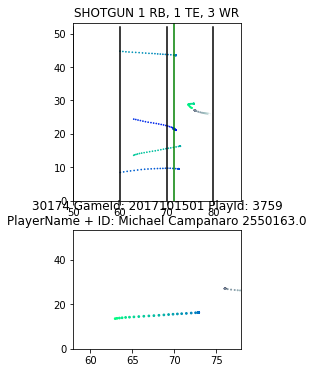 SHOTGUN 1 RB, 1 TE, 3 WR
50
40
30
20
10
0
50 60 70 80
30174 GameId: 2017101501 PlayId: 3759
PlayerName + ID: Michael Campanaro 2550163.0
40
20
0
60 65 70 75